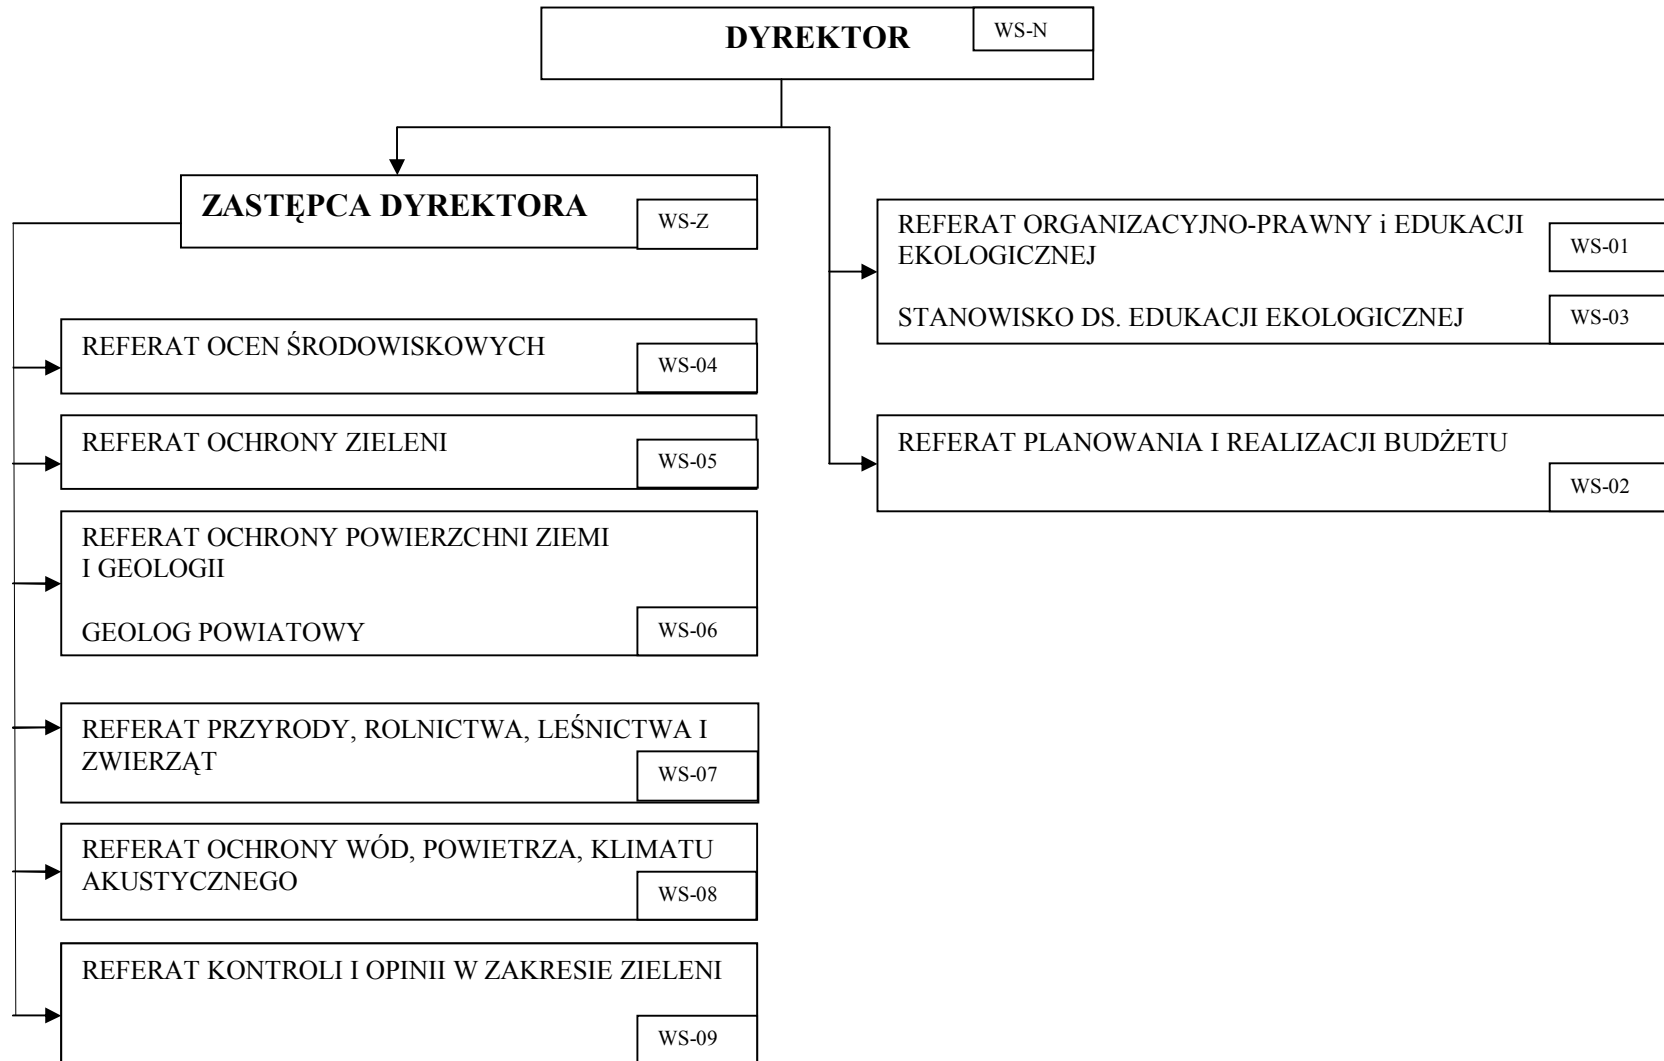 DYREKTOR
WS-N
ZASTĘPCA DYREKTORA
WS-Z
REFERAT OCEN ŚRODOWISKOWYCH
WS-04
REFERAT OCHRONY ZIELENI
WS-05
REFERAT OCHRONY POWIERZCHNI ZIEMI
I GEOLOGII
GEOLOG POWIATOWY
WS-06
REFERAT PRZYRODY, ROLNICTWA, LEŚNICTWA I
ZWIERZĄT
WS-07
REFERAT OCHRONY WÓD, POWIETRZA, KLIMATU
AKUSTYCZNEGO
WS-08
REFERAT KONTROLI I OPINII W ZAKRESIE ZIELENI
WS-09
REFERAT ORGANIZACYJNO-PRAWNY i EDUKACJI
EKOLOGICZNEJ
WS-01
STANOWISKO DS. EDUKACJI EKOLOGICZNEJ
WS-03
REFERAT PLANOWANIA I REALIZACJI BUDŻETU
WS-02